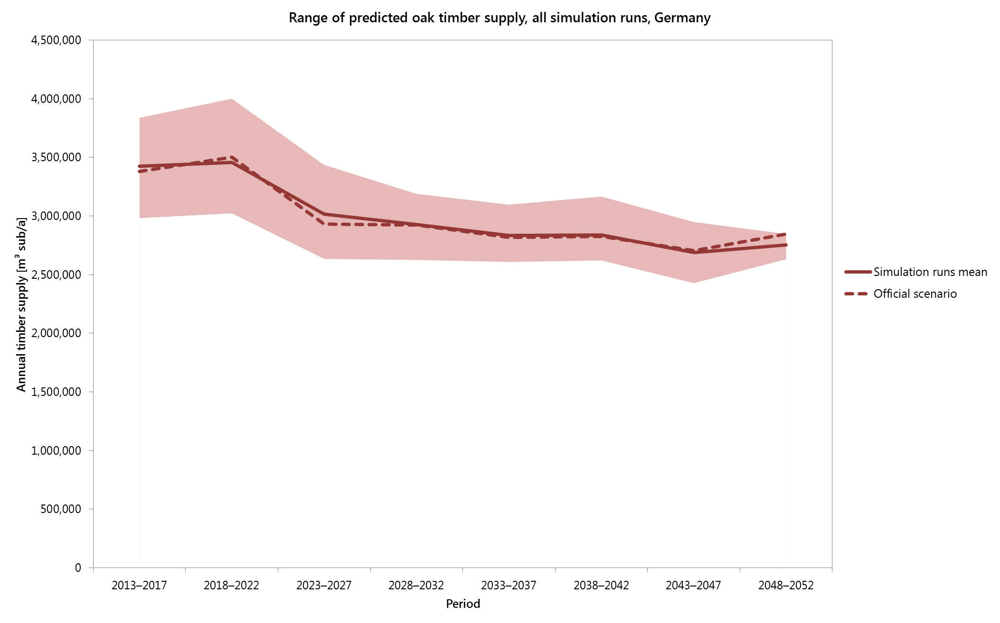 Range of predicted oak timber supply, all simulation runs, Germany
Annual timber supply [m³ sub/a]
4,500,000
4,000,000
3,500,000
3,000,000
2,500,000
2,000,000
1,500,000
1,000,000
500,000
0
2013–2017 2018–2022 2023–2027 2028–2032 2033–2037 2038–2042 2043–2047 2048–2052
Period
Simulation runs mean
Official scenario